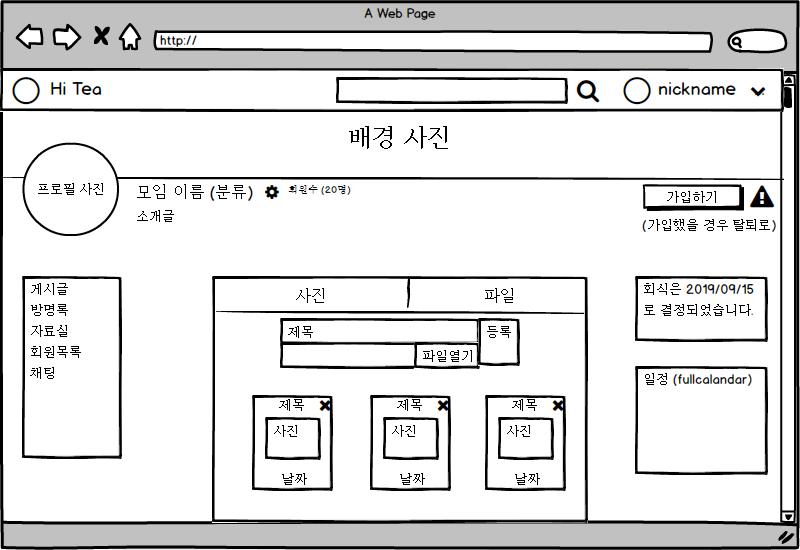 A Web Page
http://
Hi Tea
nickname
배경 사진
프로필 사진
모임 이름 (분류)
회원수 (20명)
소개글
가입하기
(가입했을 경우 탈퇴로)
게시글
방명록
자료실
회원목록
채팅
사진
파일
제목
등록
파일열기
제목
사진
날짜
제목
사진
날짜
제목
사진
날짜
회식은 2019/09/15
로 결정되었습니다.
일정 (fullcalandar)